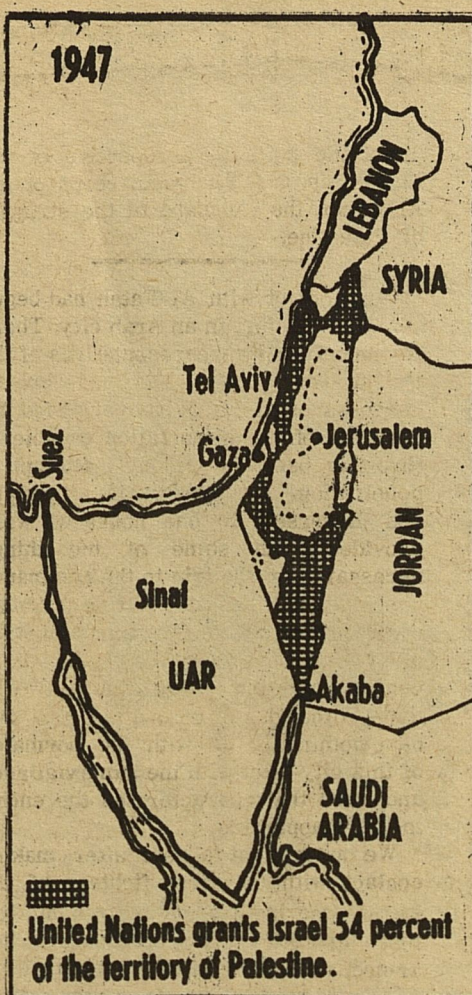 1947
LEBANON
SYRIA
Tel Aviv
Jerusalem
Gaza
Suez
JORDAN
Sinai
UAR
Akaba
SAUDI
ARABIA
United Nations grants Israel 54 percent
of the territory of Palestine.